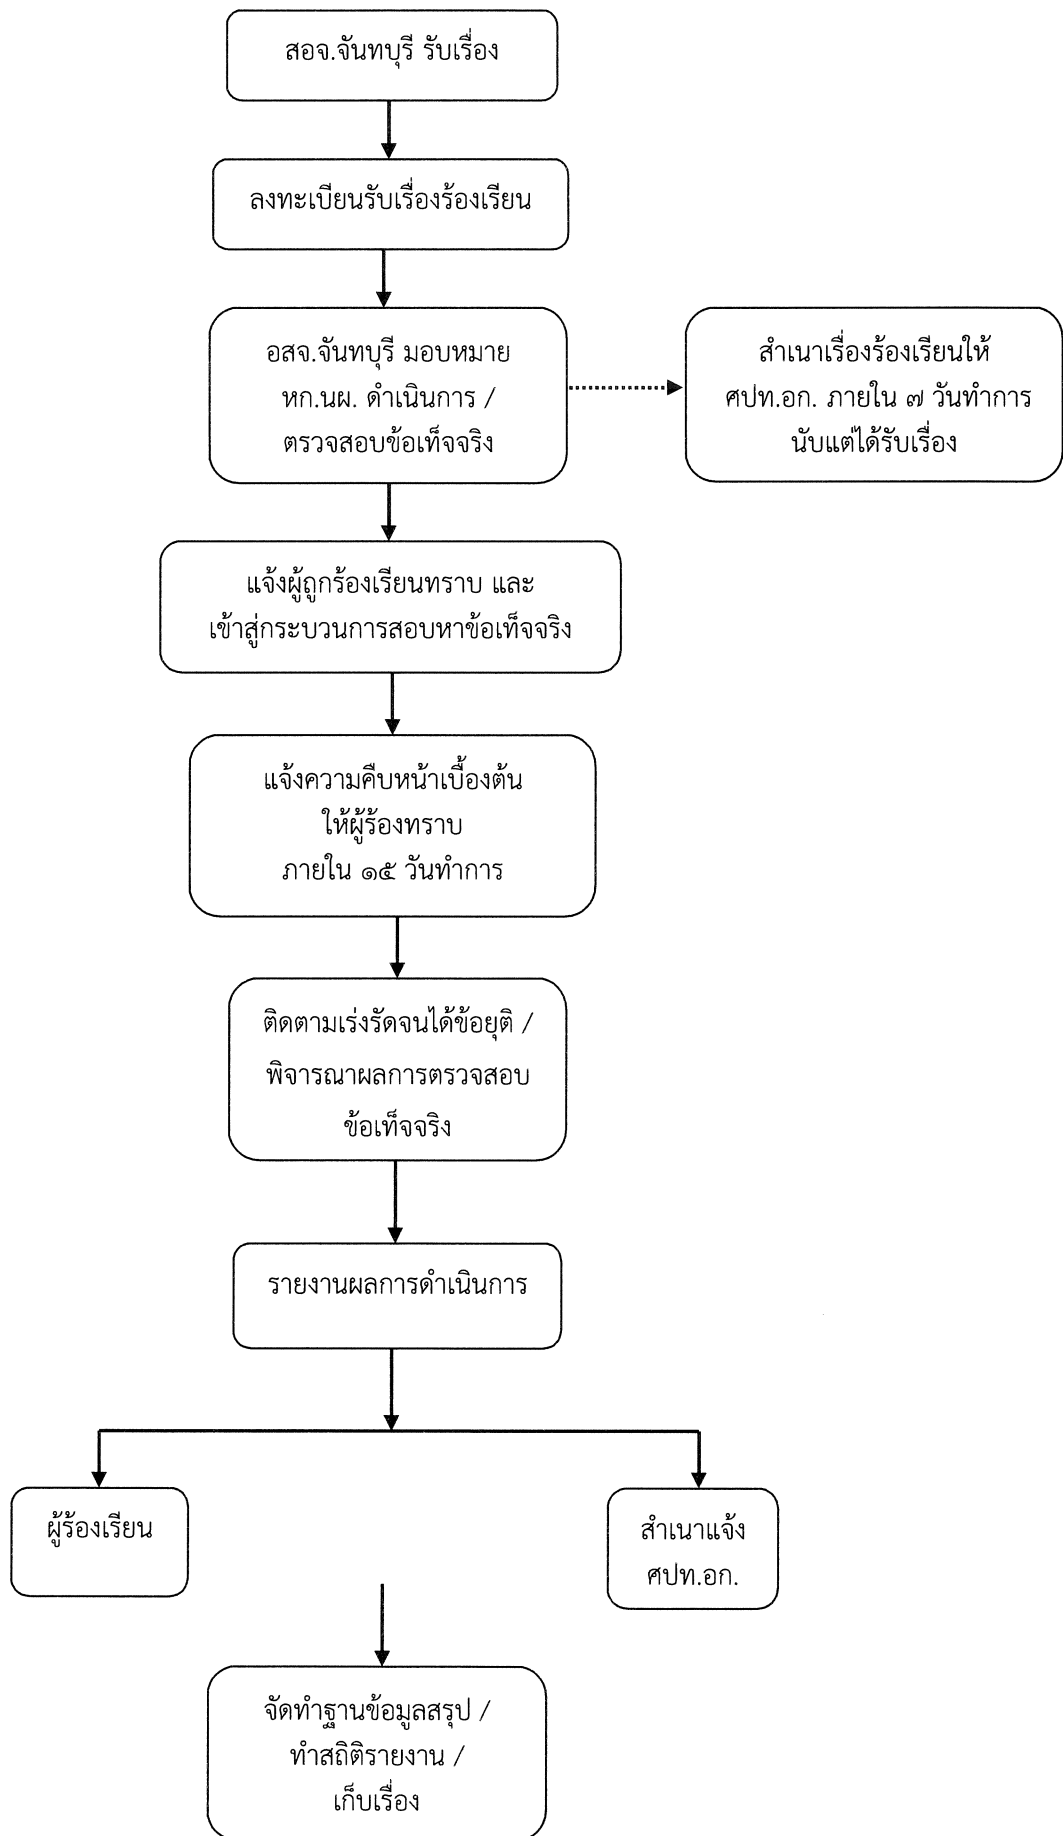 สอจ.จันทบุรี รับเรื่อง
ลงทะเบียนรับเรื่องร้องเรียน
อสจ.จันทบุรี มอบหมาย
หก.นผ. ดำเนินการ /
ตรวจสอบข้อเท็จจริง
สำเนาเรื่องร้องเรียนให้
ศปท.อก. ภายใน ๗ วันทำการ
นับแต่ได้รับเรื่อง
แจ้งผู้ถูกร้องเรียนทราบ และ
เข้าสู่กระบวนการสอบหาข้อเท็จจริง
แจ้งความคืบหน้าเบื้องต้น
ให้ผู้ร้องทราบ
ภายใน ๑๕ วันทำการ
ติดตามเร่งรัดจนได้ข้อยุติ /
พิจารณาผลการตรวจสอบ
ข้อเท็จจริง
รายงานผลการดำเนินการ
ผู้ร้องเรียน
สำเนาแจ้ง
ศปท.อก.
จัดทำฐานข้อมูลสรุป /
ทำสถิติรายงาน /
เก็บเรื่อง